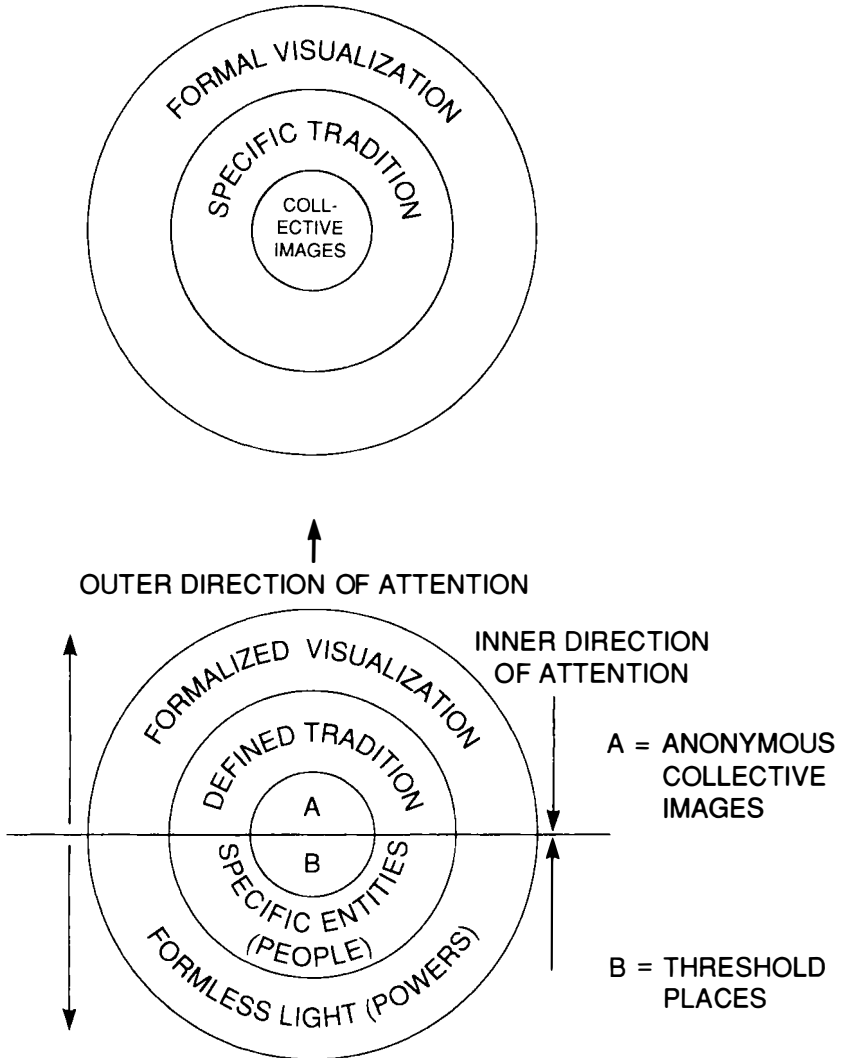 FORMAL VISUALIZATION
SPECIFIC TRADITION
COLL-
ECTIVE
IMAGES
OUTER DIRECTION OF ATTENTION
INNER DIRECTION
OF ATTENTION
FORMALIZED VISUALIZATION
DEFINED TRADITION
A
B
SPECIFIC ENTITIES
(PEOPLE)
FORMLESS LIGHT (POWERS)
A = ANONYMOUS
COLLECTIVE
IMAGES
B = THRESHOLD
PLACES